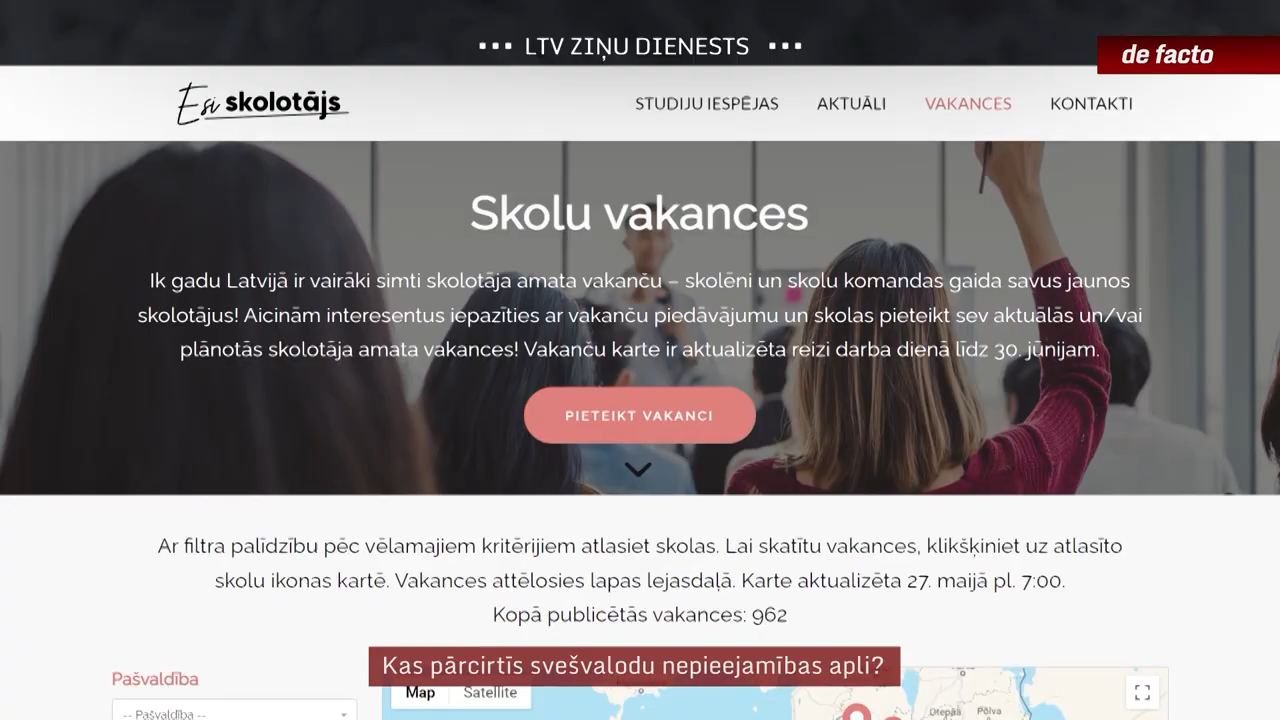 LTV ZIŅU DIENESTS
de facto
Esi skolotājs
STUDIJU IESPĒJAS
AKTUĀLI
VAKANCES
KONTAKTI
Skolu vakances
Ik gadu Latvijā ir vairāki simti skolotāja amata vakanču – skolēni un skolu komandas gaida savus jaunos
skolotājus! Aicinām interesentus iepazīties ar vakanču piedāvājumu un skolas pieteikt sev aktuālās un/vai
plānotās skolotāja amata vakances! Vakanču karte ir aktualizēta reizi darba dienā līdz 30. jūnijam.
PIETEIKT VAKANCI
Ar filtra palīdzību pēc vēlamajiem kritērijiem atlasiet skolas. Lai skatītu vakances, klikšķiniet uz atlasīto
skolu ikonas kartē. Vakances attēlosies lapas lejasdaļā. Karte aktualizēta 27. maijā pl. 7:00.
Kopā publicētās vakances: 962
Kas pārcirtīs svešvalodu nepieejamības apli?
Pašvaldība
-- Pašvaldība --
Map
Satellite
Otepää
Põlva